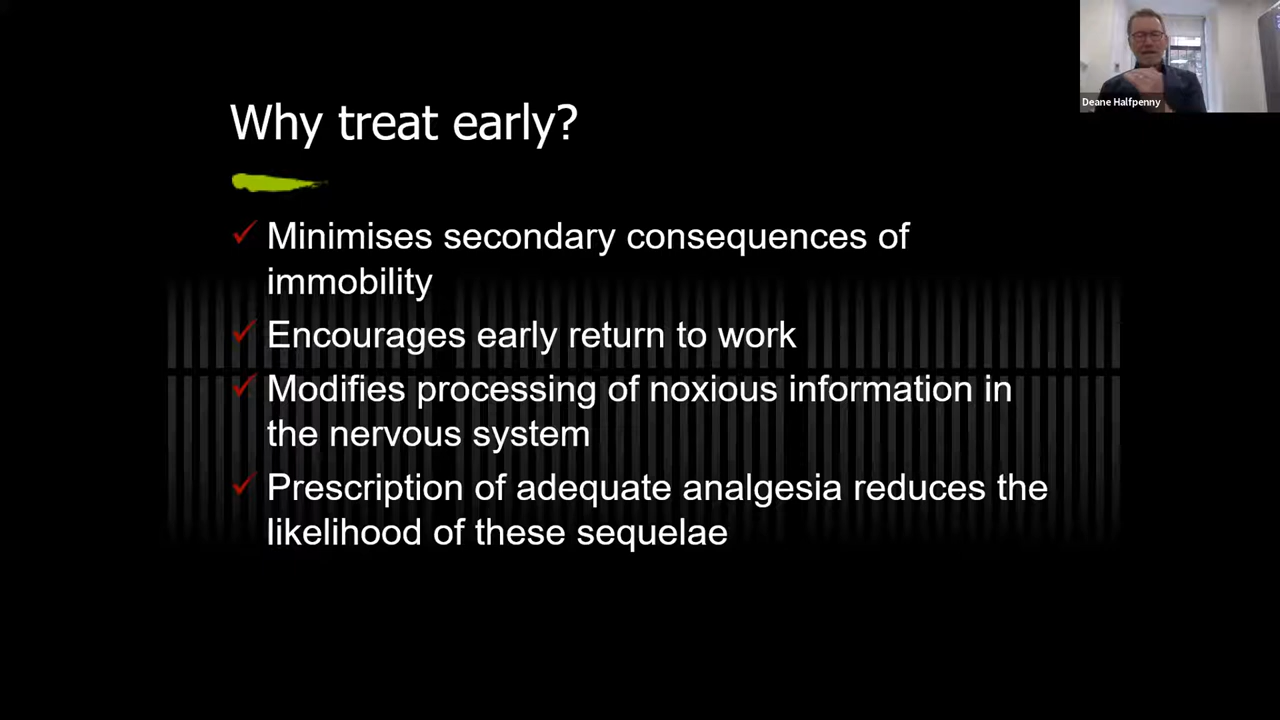 Deane Halfpenny
Why treat early?
Minimises secondary consequences of
immobility
Encourages early return to work
Modifies processing of noxious information in
the nervous system
Prescription of adequate analgesia reduces the
likelihood of these sequelae